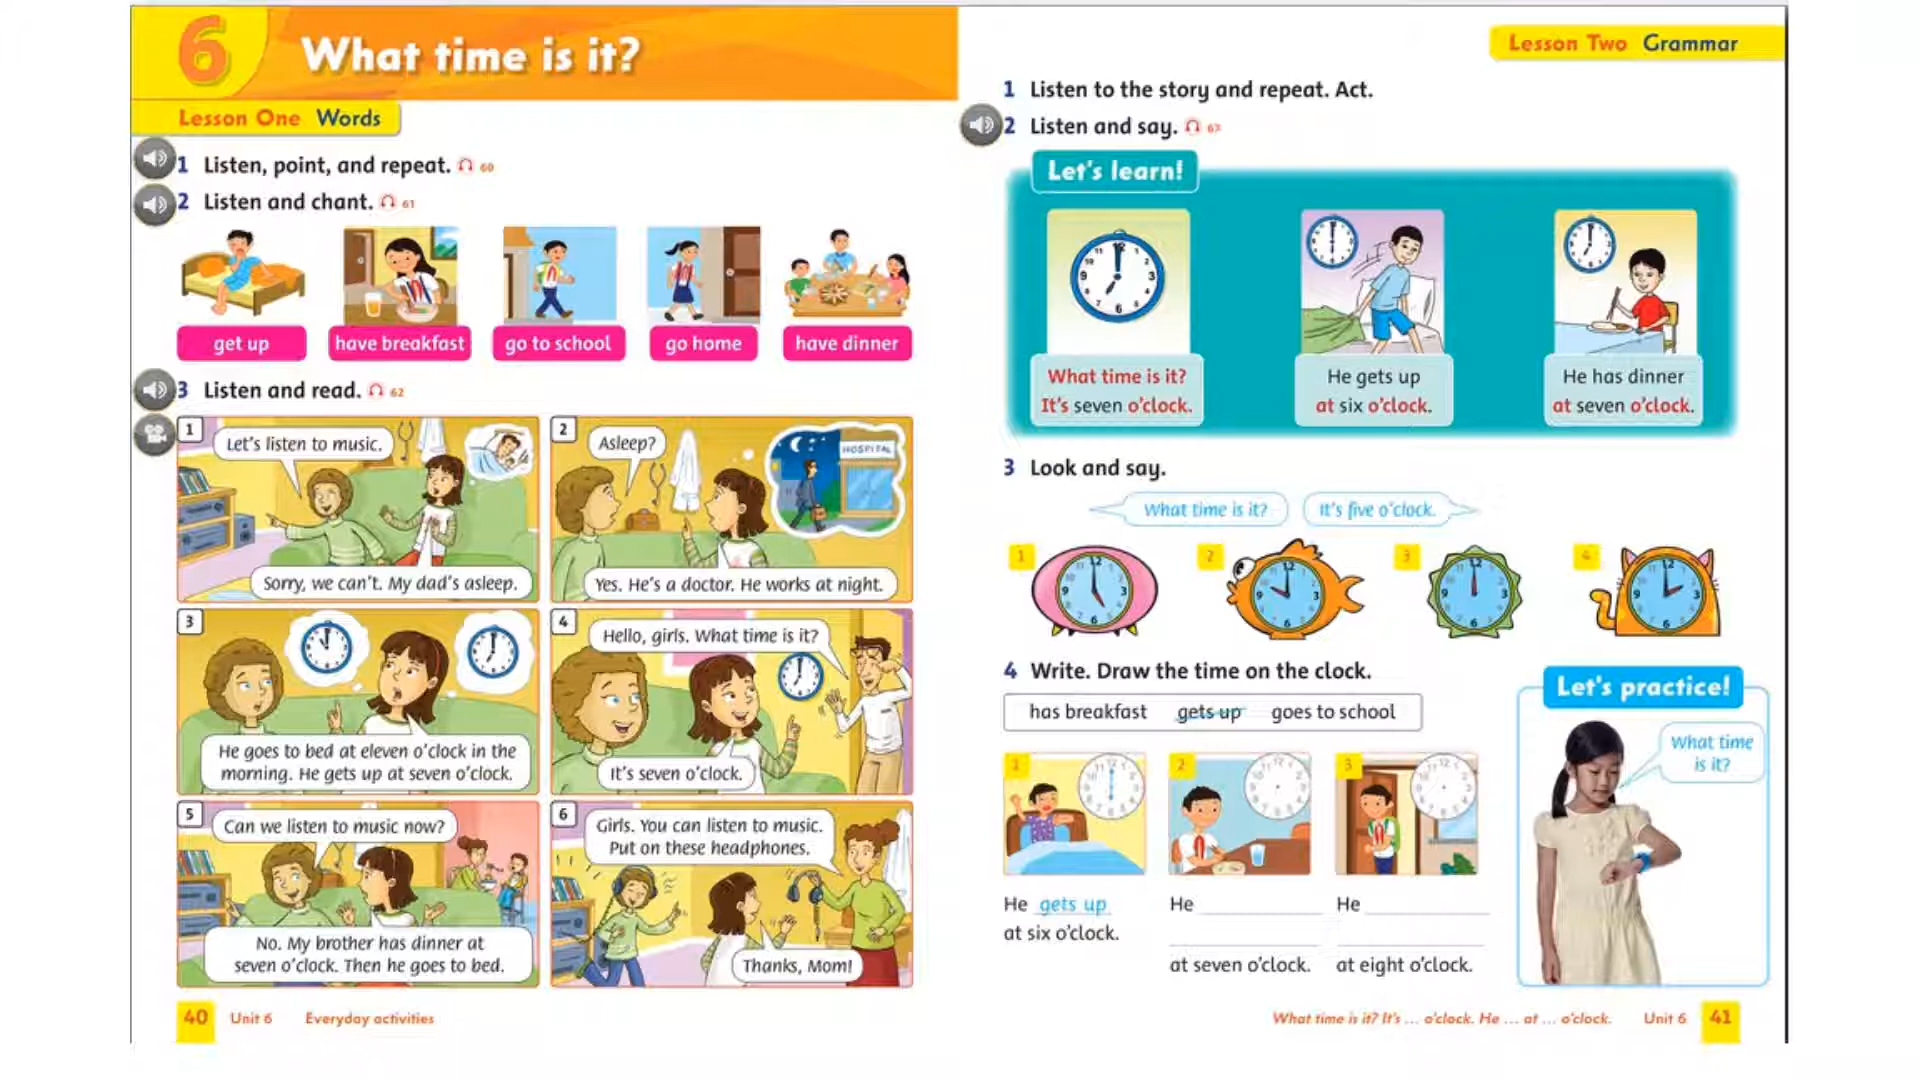 6
What time is it?
Lesson One Words
1 Listen, point, and repeat. 60
2 Listen and chant. 61
get up
have breakfast
go to school
go home
have dinner
3 Listen and read. 62
1
Let's listen to music.
Sorry, we can't. My dad's asleep.
2
Asleep?
HOSPITAL
Yes. He's a doctor. He works at night.
3
He goes to bed at eleven o'clock in the
morning. He gets up at seven o'clock.
4
Hello, girls. What time is it?
It's seven o'clock.
5
Can we listen to music now?
No. My brother has dinner at
seven o'clock. Then he goes to bed.
6
Girls. You can listen to music.
Put on these headphones.
Thanks, Mom!
40 Unit 6 Everyday activities
Lesson Two Grammar
1 Listen to the story and repeat. Act.
2 Listen and say. 63
Let's learn!
What time is it?
It's seven o'clock.
He gets up
at six o'clock.
He has dinner
at seven o'clock.
3 Look and say.
What time is it?
It's five o'clock.
1
2
3
4
4 Write. Draw the time on the clock.
has breakfast gets up goes to school
1
2
3
He gets up
at six o'clock.
He
at seven o'clock.
He
at eight o'clock.
Let's practice!
What time
is it?
What time is it? It's ... o'clock. He ... at ... o'clock. Unit 6 41